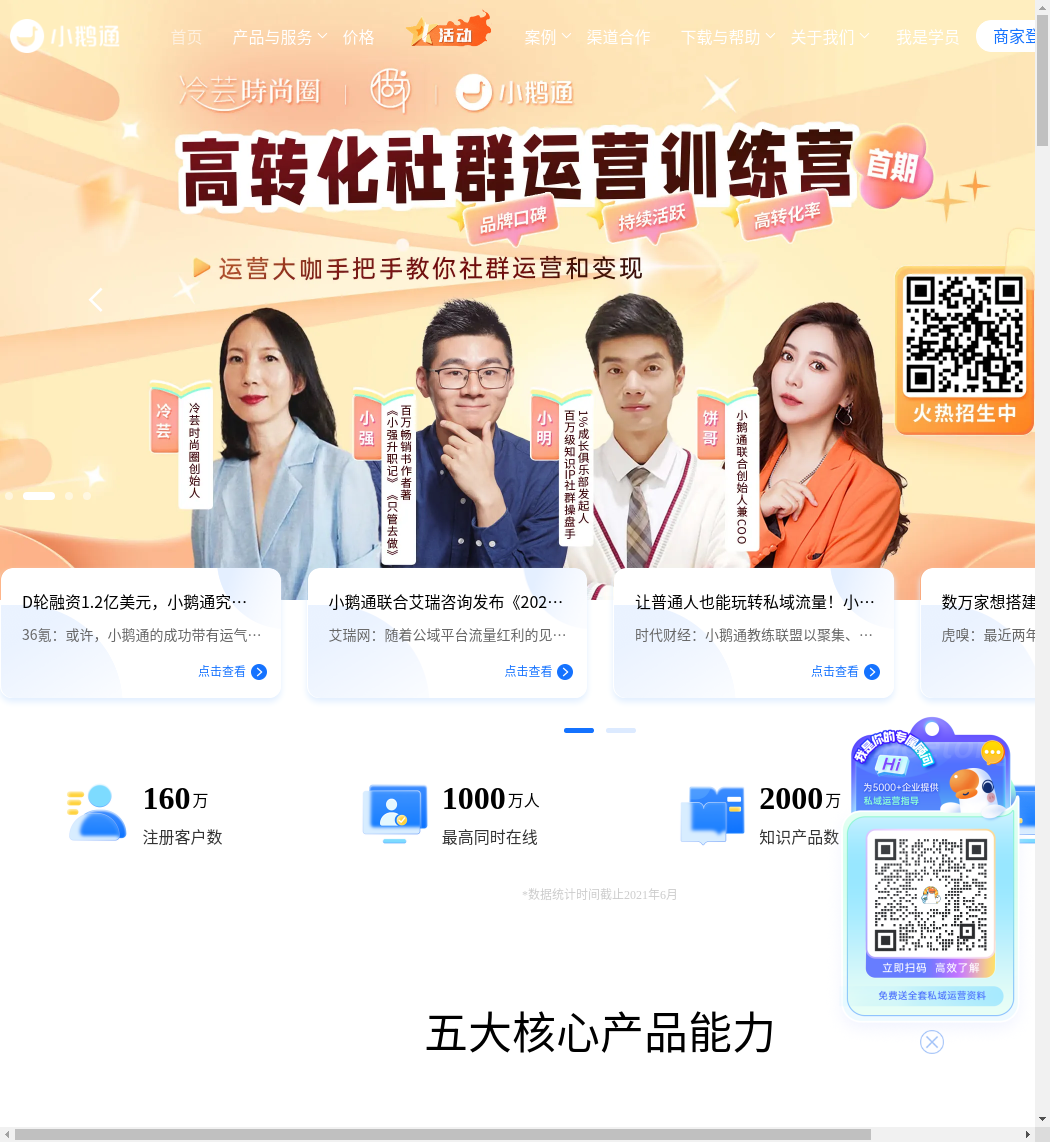 小鹅通 首页 产品与服务 价格 活动 案例 渠道合作 下载与帮助 关于我们 我是学员 商家登
冷芸時尚圈 | | 小鹅通
高转化社群运营训练营 首期
品牌口碑 持续活跃 高转化率
运营大咖手把手教你社群运营和变现
冷芸
冷芸时尚圈创始人
小强
百万畅销书作者著
《小强升职记》《只管去做》
小明
1%成长俱乐部发起人
百万级知识IP社群操盘手
饼哥
小鹅通联合创始人兼COO
火热招生中
D轮融资1.2亿美元，小鹅通究…
36氪：或许，小鹅通的成功带有运气…
点击查看
小鹅通联合艾瑞咨询发布《202…
艾瑞网：随着公域平台流量红利的见…
点击查看
让普通人也能玩转私域流量！小…
时代财经：小鹅通教练联盟以聚集、…
点击查看
数万家想搭建
虎嗅：最近两年
160万
注册客户数
1000万人
最高同时在线
2000万
知识产品数
*数据统计时间截止2021年6月
我是你的专属顾问
Hi
为5000+企业提供
私域运营指导
立即扫码 高效了解
免费送全套私域运营资料
五大核心产品能力